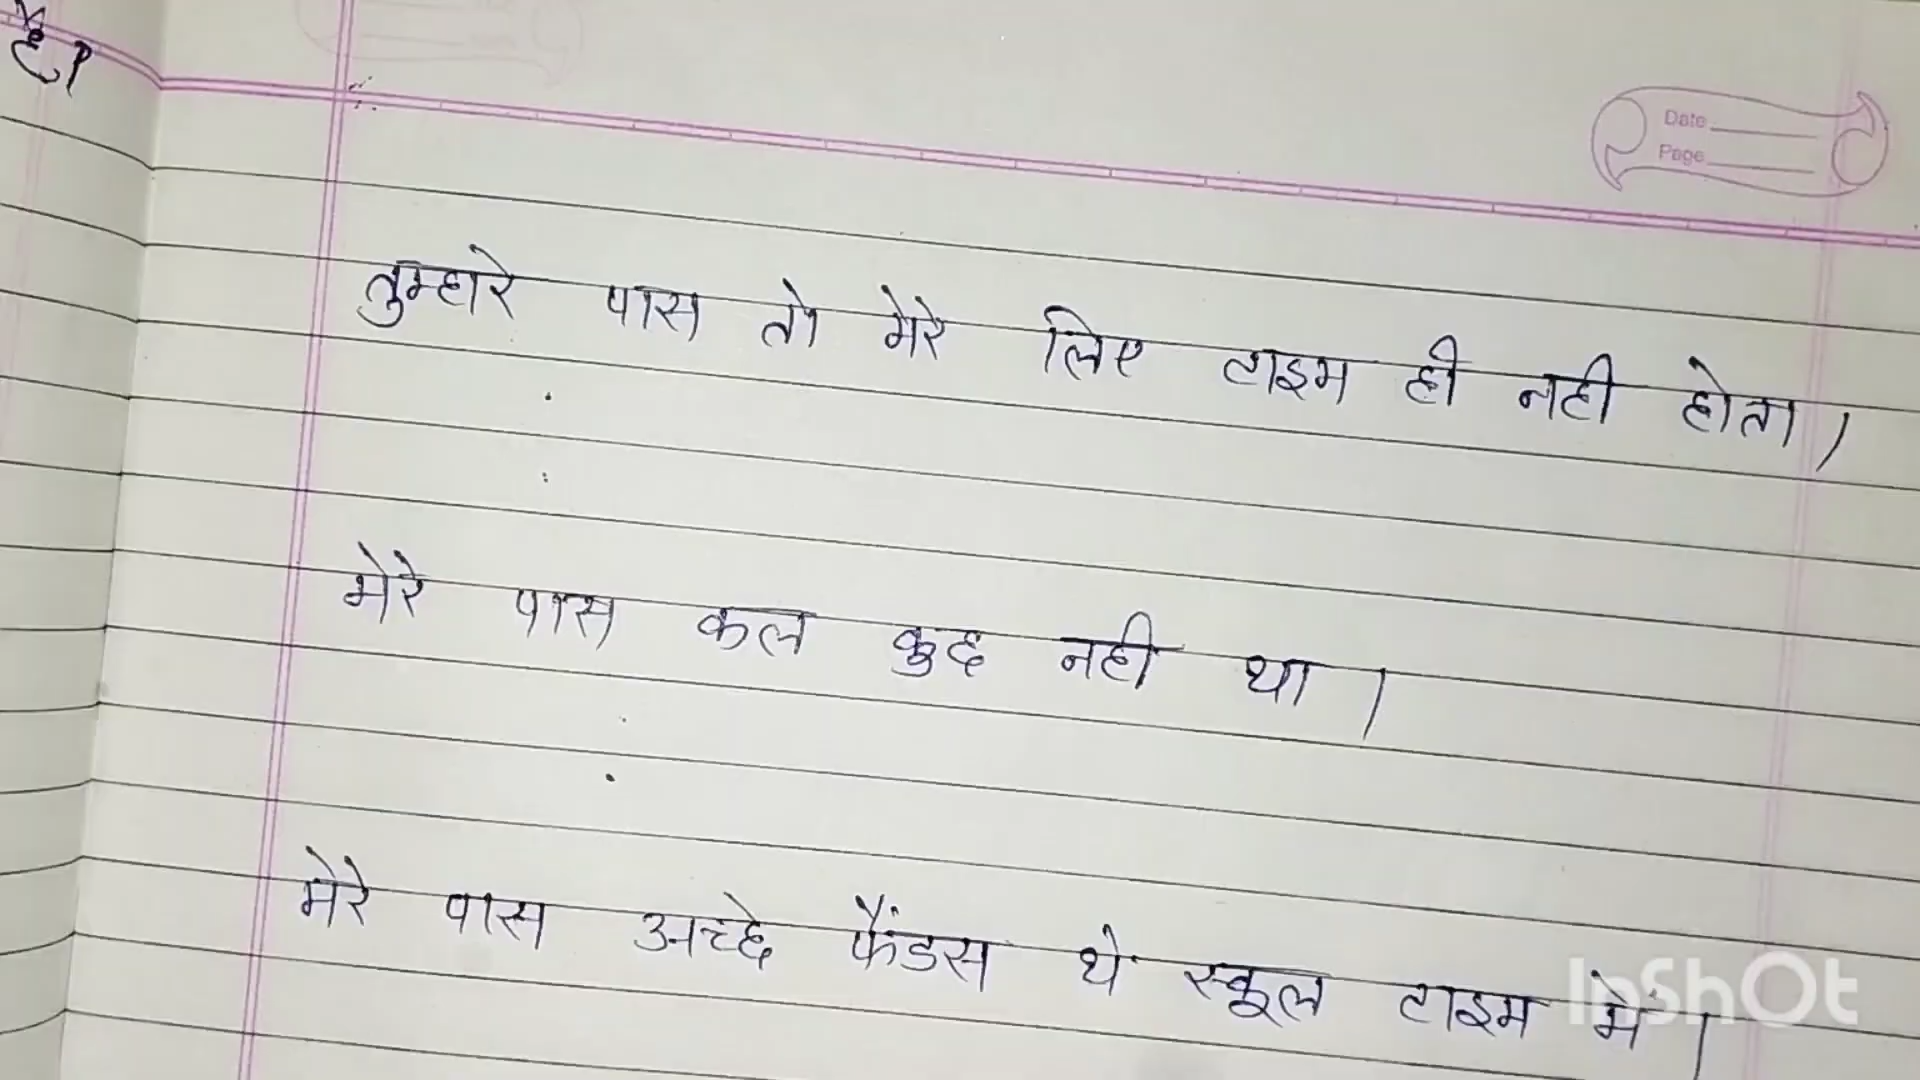 है।
Date
Page
तुम्हारे पास तो मेरे लिए टाइम ही नही होता।
मेरे पास कल कुछ नही था।
मेरे पास अच्छे फैंडस थे स्कूल टाइम में।
InShOt